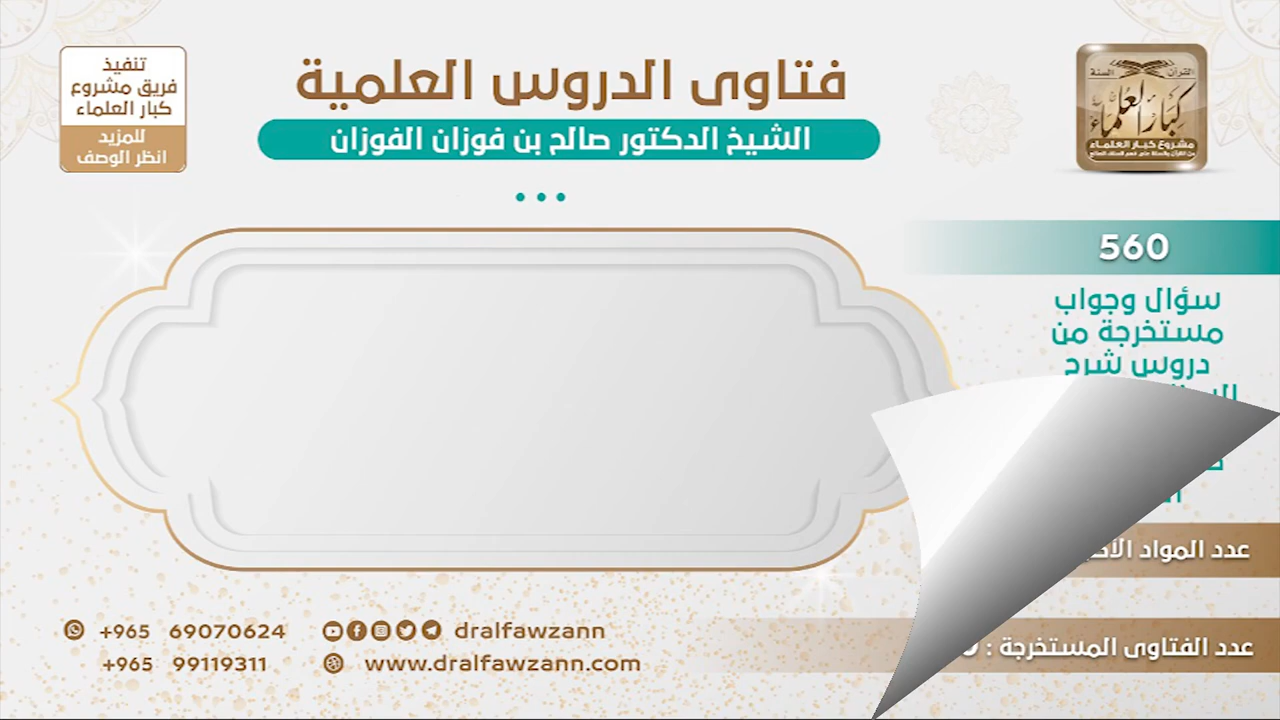 فتاوى الدروس العلمية
الشيخ الدكتور صالح بن فوزان الفوزان
القرآن
السنة
كبار العلماء
مشروع كبار العلماء
560
سؤال وجواب
مستخرجة من
دروس شرح
عدد المواد
عدد الفتاوى المستخرجة :
تنفيذ
فريق مشروع
كبار العلماء
للمزيد
انظر الوصف
+965 69070624
+965 99119311
dralfawzann
www.dralfawzann.com